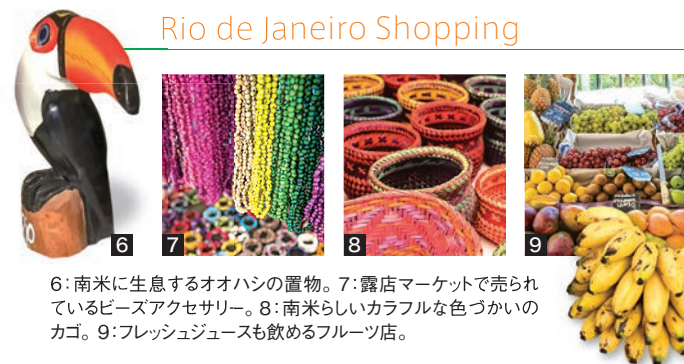 Rio de Janeiro Shopping
6
7
8
9
6：南米に生息するオオハシの置物。7：露店マーケットで売られ
ているビーズアクセサリー。8：南米らしいカラフルな色づかいの
カゴ。9：フレッシュジュースも飲めるフルーツ店。